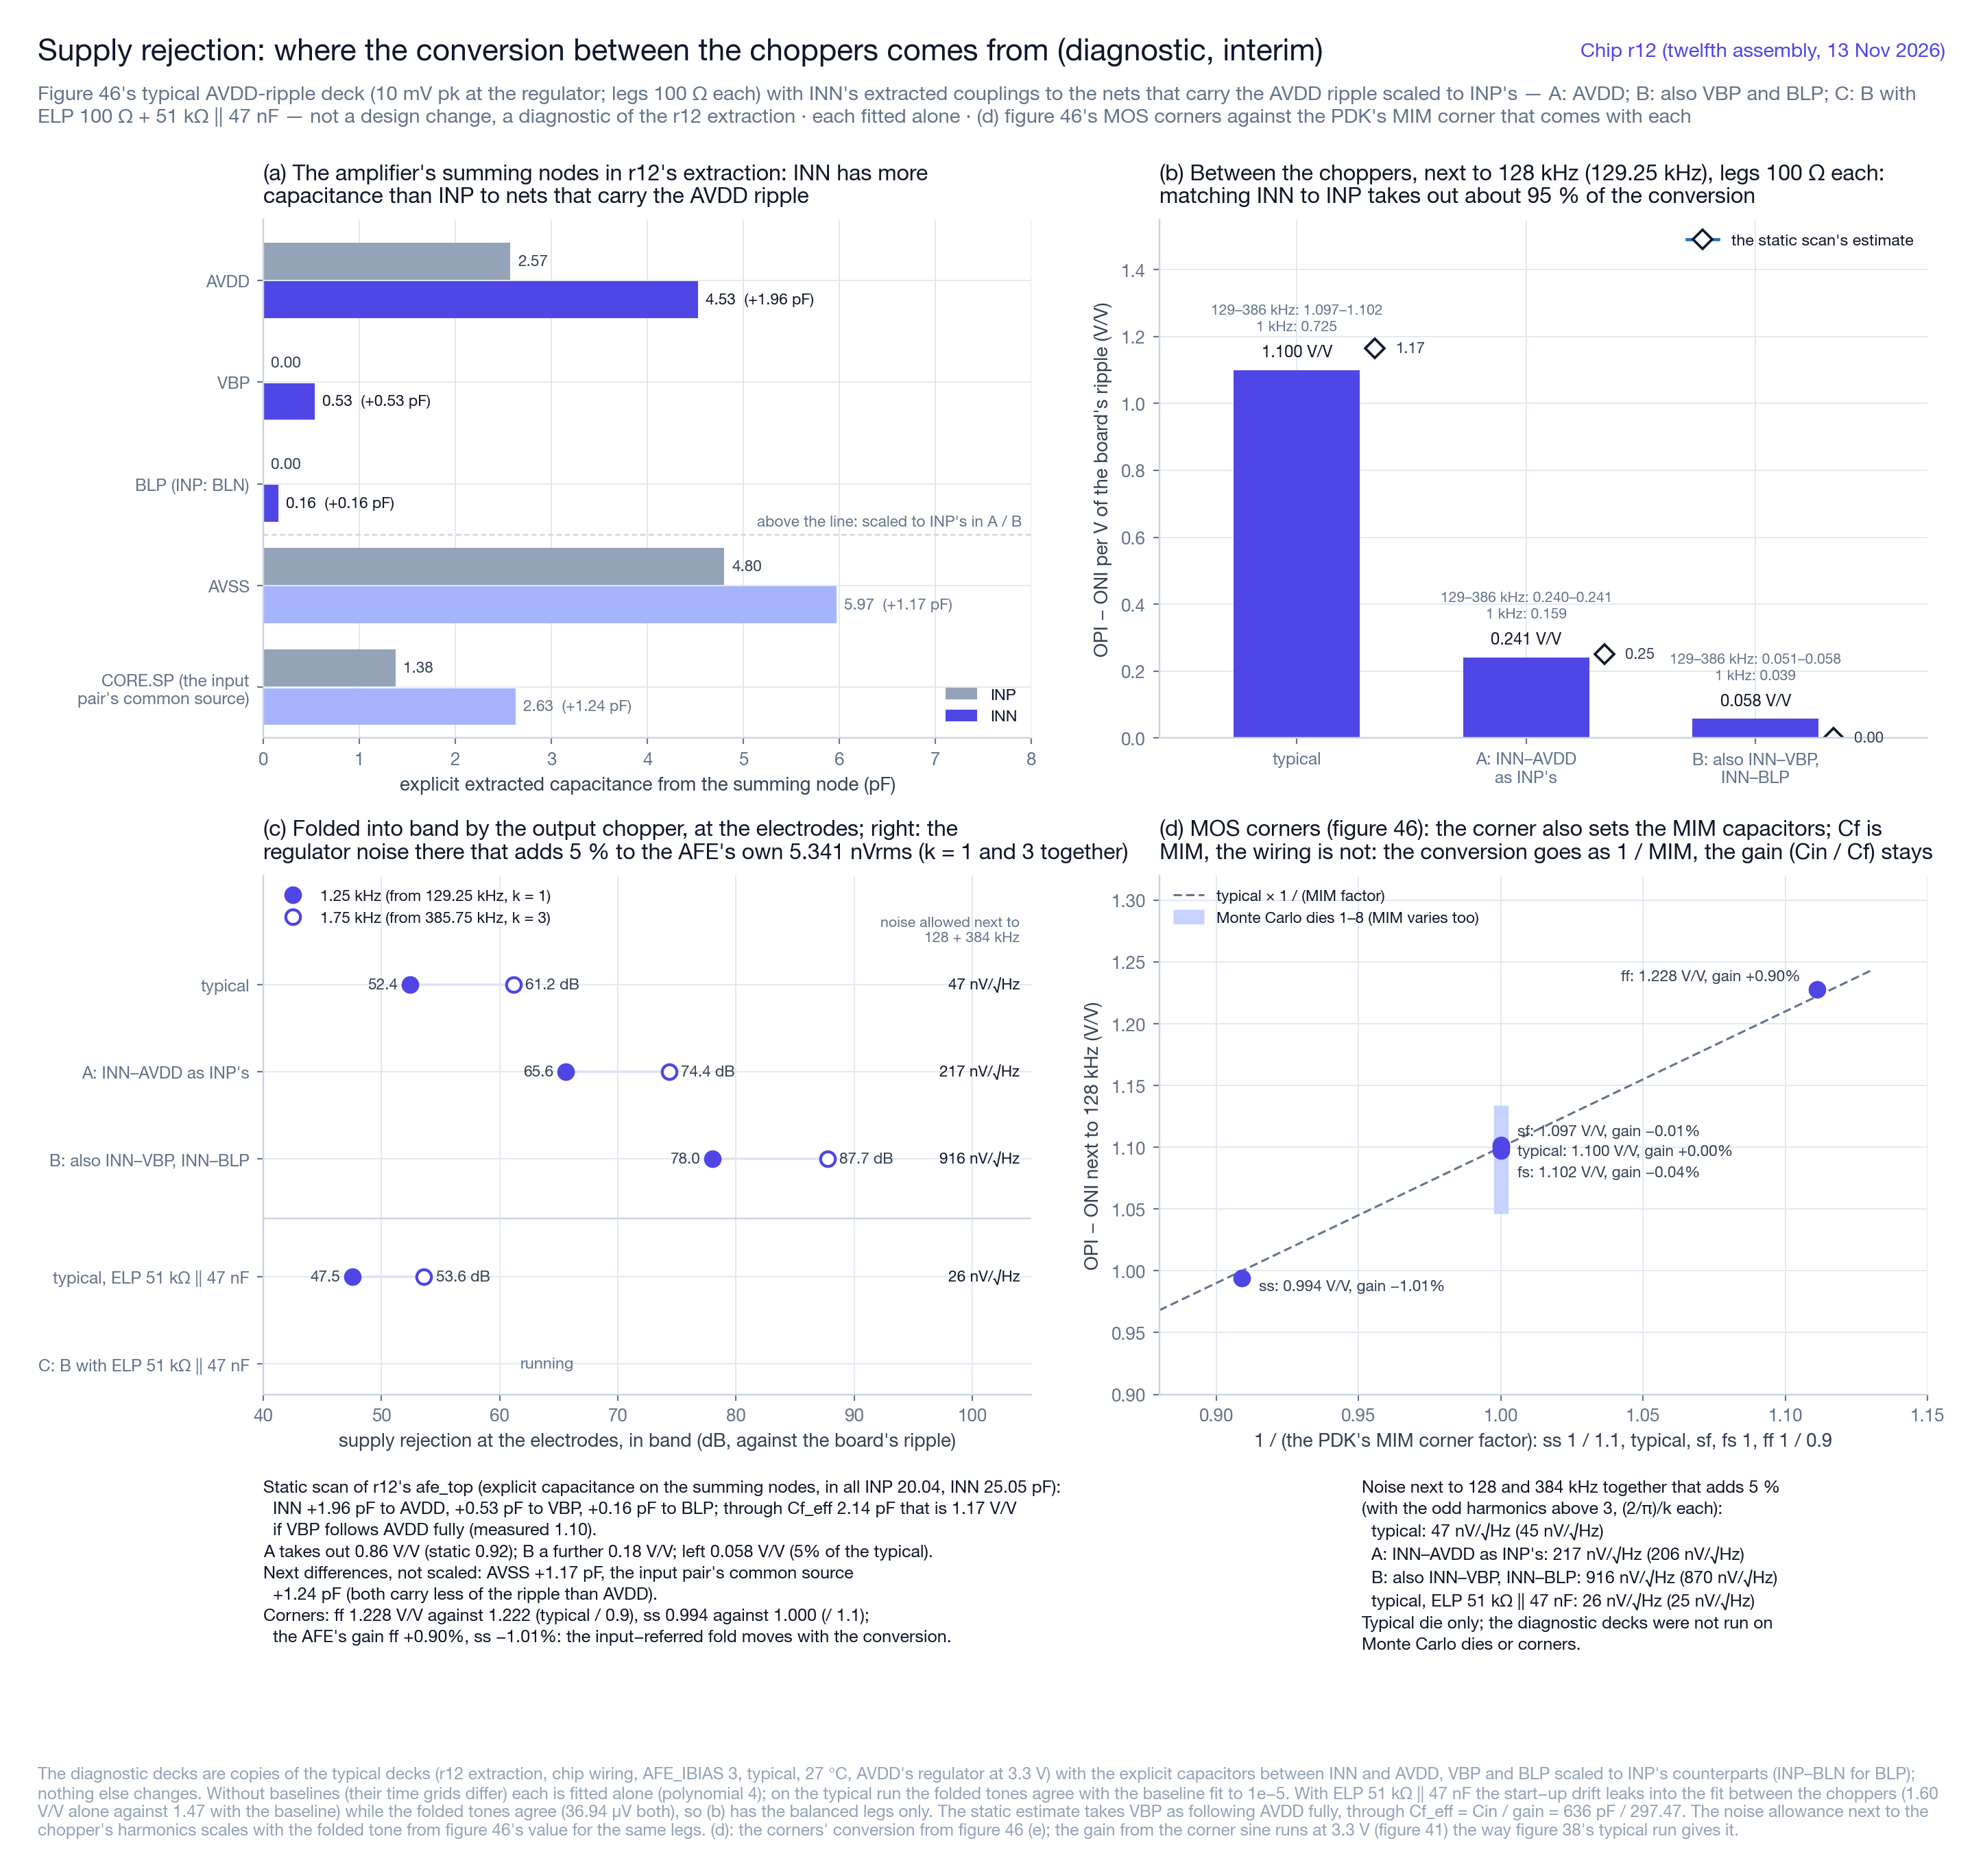 Supply rejection: where the conversion between the choppers comes from (diagnostic, interim)
Chip r12 (twelfth assembly, 13 Nov 2026)
Figure 46's typical AVDD-ripple deck (10 mV pk at the regulator; legs 100 Ω each) with INN's extracted couplings to the nets that carry the AVDD ripple scaled to INP's — A: AVDD; B: also VBP and BLP; C: B with
ELP 100 Ω + 51 kΩ || 47 nF — not a design change, a diagnostic of the r12 extraction · each fitted alone · (d) figure 46's MOS corners against the PDK's MIM corner that comes with each
(a) The amplifier's summing nodes in r12's extraction: INN has more
capacitance than INP to nets that carry the AVDD ripple
AVDD
2.57
4.53 (+1.96 pF)
VBP
0.00
0.53 (+0.53 pF)
BLP (INP: BLN)
0.00
0.16 (+0.16 pF)
above the line: scaled to INP's in A / B
AVSS
4.80
5.97 (+1.17 pF)
CORE.SP (the input
pair's common source)
1.38
2.63 (+1.24 pF)
INP
INN
0 1 2 3 4 5 6 7 8
explicit extracted capacitance from the summing node (pF)
(b) Between the choppers, next to 128 kHz (129.25 kHz), legs 100 Ω each:
matching INN to INP takes out about 95 % of the conversion
the static scan's estimate
OPI – ONI per V of the board's ripple (V/V)
1.4
1.2
1.0
0.8
0.6
0.4
0.2
0.0
129–386 kHz: 1.097–1.102
1 kHz: 0.725
1.100 V/V
1.17
129–386 kHz: 0.240–0.241
1 kHz: 0.159
0.241 V/V
0.25
129–386 kHz: 0.051–0.058
1 kHz: 0.039
0.058 V/V
0.00
typical
A: INN–AVDD
as INP's
B: also INN–VBP,
INN–BLP
(c) Folded into band by the output chopper, at the electrodes; right: the
regulator noise there that adds 5 % to the AFE's own 5.341 nVrms (k = 1 and 3 together)
1.25 kHz (from 129.25 kHz, k = 1)
1.75 kHz (from 385.75 kHz, k = 3)
noise allowed next to
128 + 384 kHz
typical
52.4
61.2 dB
47 nV/√Hz
A: INN–AVDD as INP's
65.6
74.4 dB
217 nV/√Hz
B: also INN–VBP, INN–BLP
78.0
87.7 dB
916 nV/√Hz
typical, ELP 51 kΩ || 47 nF
47.5
53.6 dB
26 nV/√Hz
C: B with ELP 51 kΩ || 47 nF
running
40 50 60 70 80 90 100
supply rejection at the electrodes, in band (dB, against the board's ripple)
(d) MOS corners (figure 46): the corner also sets the MIM capacitors; Cf is
MIM, the wiring is not: the conversion goes as 1 / MIM, the gain (Cin / Cf) stays
typical × 1 / (MIM factor)
Monte Carlo dies 1–8 (MIM varies too)
OPI – ONI next to 128 kHz (V/V)
1.30
1.25
1.20
1.15
1.10
1.05
1.00
0.95
0.90
ff: 1.228 V/V, gain +0.90%
sf: 1.097 V/V, gain −0.01%
typical: 1.100 V/V, gain +0.00%
fs: 1.102 V/V, gain −0.04%
ss: 0.994 V/V, gain −1.01%
0.90 0.95 1.00 1.05 1.10 1.15
1 / (the PDK's MIM corner factor): ss 1 / 1.1, typical, sf, fs 1, ff 1 / 0.9
Static scan of r12's afe_top (explicit capacitance on the summing nodes, in all INP 20.04, INN 25.05 pF):
INN +1.96 pF to AVDD, +0.53 pF to VBP, +0.16 pF to BLP; through Cf_eff 2.14 pF that is 1.17 V/V
if VBP follows AVDD fully (measured 1.10).
A takes out 0.86 V/V (static 0.92); B a further 0.18 V/V; left 0.058 V/V (5% of the typical).
Next differences, not scaled: AVSS +1.17 pF, the input pair's common source
+1.24 pF (both carry less of the ripple than AVDD).
Corners: ff 1.228 V/V against 1.222 (typical / 0.9), ss 0.994 against 1.000 (/ 1.1);
the AFE's gain ff +0.90%, ss −1.01%: the input–referred fold moves with the conversion.
Noise next to 128 and 384 kHz together that adds 5 %
(with the odd harmonics above 3, (2/π)/k each):
typical: 47 nV/√Hz (45 nV/√Hz)
A: INN–AVDD as INP's: 217 nV/√Hz (206 nV/√Hz)
B: also INN–VBP, INN–BLP: 916 nV/√Hz (870 nV/√Hz)
typical, ELP 51 kΩ || 47 nF: 26 nV/√Hz (25 nV/√Hz)
Typical die only; the diagnostic decks were not run on
Monte Carlo dies or corners.
The diagnostic decks are copies of the typical decks (r12 extraction, chip wiring, AFE_IBIAS 3, typical, 27 °C, AVDD's regulator at 3.3 V) with the explicit capacitors between INN and AVDD, VBP and BLP scaled to INP's counterparts (INP–BLN for BLP);
nothing else changes. Without baselines (their time grids differ) each is fitted alone (polynomial 4); on the typical run the folded tones agree with the baseline fit to 1e−5. With ELP 51 kΩ || 47 nF the start–up drift leaks into the fit between the choppers (1.60
V/V alone against 1.47 with the baseline) while the folded tones agree (36.94 µV both), so (b) has the balanced legs only. The static estimate takes VBP as following AVDD fully, through Cf_eff = Cin / gain = 636 pF / 297.47. The noise allowance next to the
chopper's harmonics scales with the folded tone from figure 46's value for the same legs. (d): the corners' conversion from figure 46 (e); the gain from the corner sine runs at 3.3 V (figure 41) the way figure 38's typical run gives it.